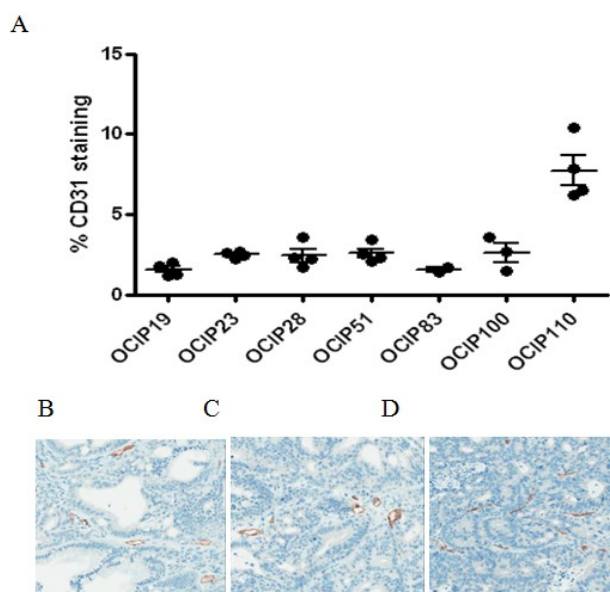 A
% CD31 staining
15
10
5
0
OCIP19
OCIP23
OCIP28
OCIP51
OCIP83
OCIP100
OCIP110
B
C
D